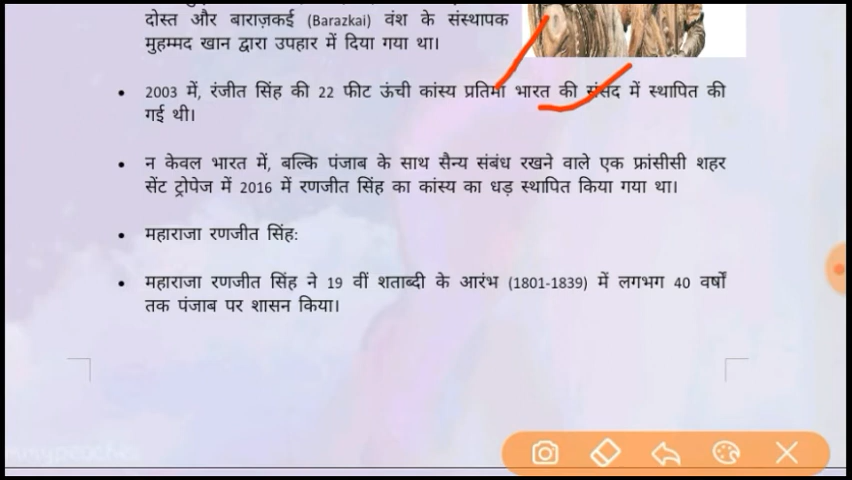 दोस्त और बाराज़कई (Barazkai) वंश के संस्थापक
मुहम्मद खान द्वारा उपहार में दिया गया था।
• 2003 में, रंजीत सिंह की 22 फीट ऊंची कांस्य प्रतिमा भारत की संसद में स्थापित की
गई थी।
• न केवल भारत में, बल्कि पंजाब के साथ सैन्य संबंध रखने वाले एक फ्रांसीसी शहर
सेंट ट्रोपेज में 2016 में रणजीत सिंह का कांस्य का धड़ स्थापित किया गया था।
• महाराजा रणजीत सिंह:
• महाराजा रणजीत सिंह ने 19 वीं शताब्दी के आरंभ (1801-1839) में लगभग 40 वर्षों
तक पंजाब पर शासन किया।